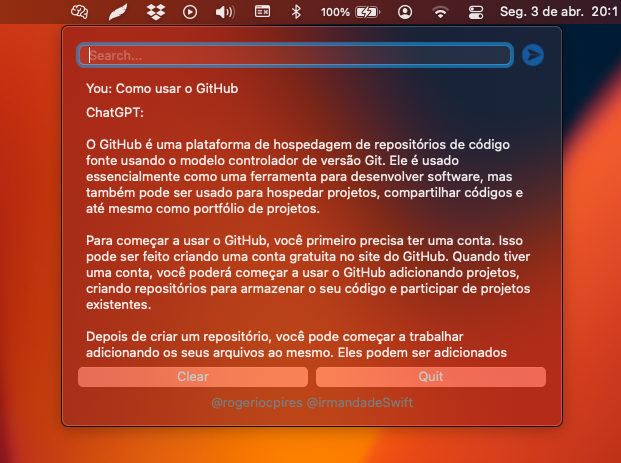 100%
Seg. 3 de abr. 20:1
Search...
You: Como usar o GitHub
ChatGPT:
O GitHub é uma plataforma de hospedagem de repositórios de código
fonte usando o modelo controlador de versão Git. Ele é usado
essencialmente como uma ferramenta para desenvolver software, mas
também pode ser usado para hospedar projetos, compartilhar códigos e
até mesmo como portfólio de projetos.
Para começar a usar o GitHub, você primeiro precisa ter uma conta. Isso
pode ser feito criando uma conta gratuita no site do GitHub. Quando tiver
uma conta, você poderá começar a usar o GitHub adicionando projetos,
criando repositórios para armazenar o seu código e participar de projetos
existentes.
Depois de criar um repositório, você pode começar a trabalhar
adicionando os seus arquivos ao mesmo. Eles podem ser adicionados
Clear Quit
@rogeriocpires @irmandadeSwift